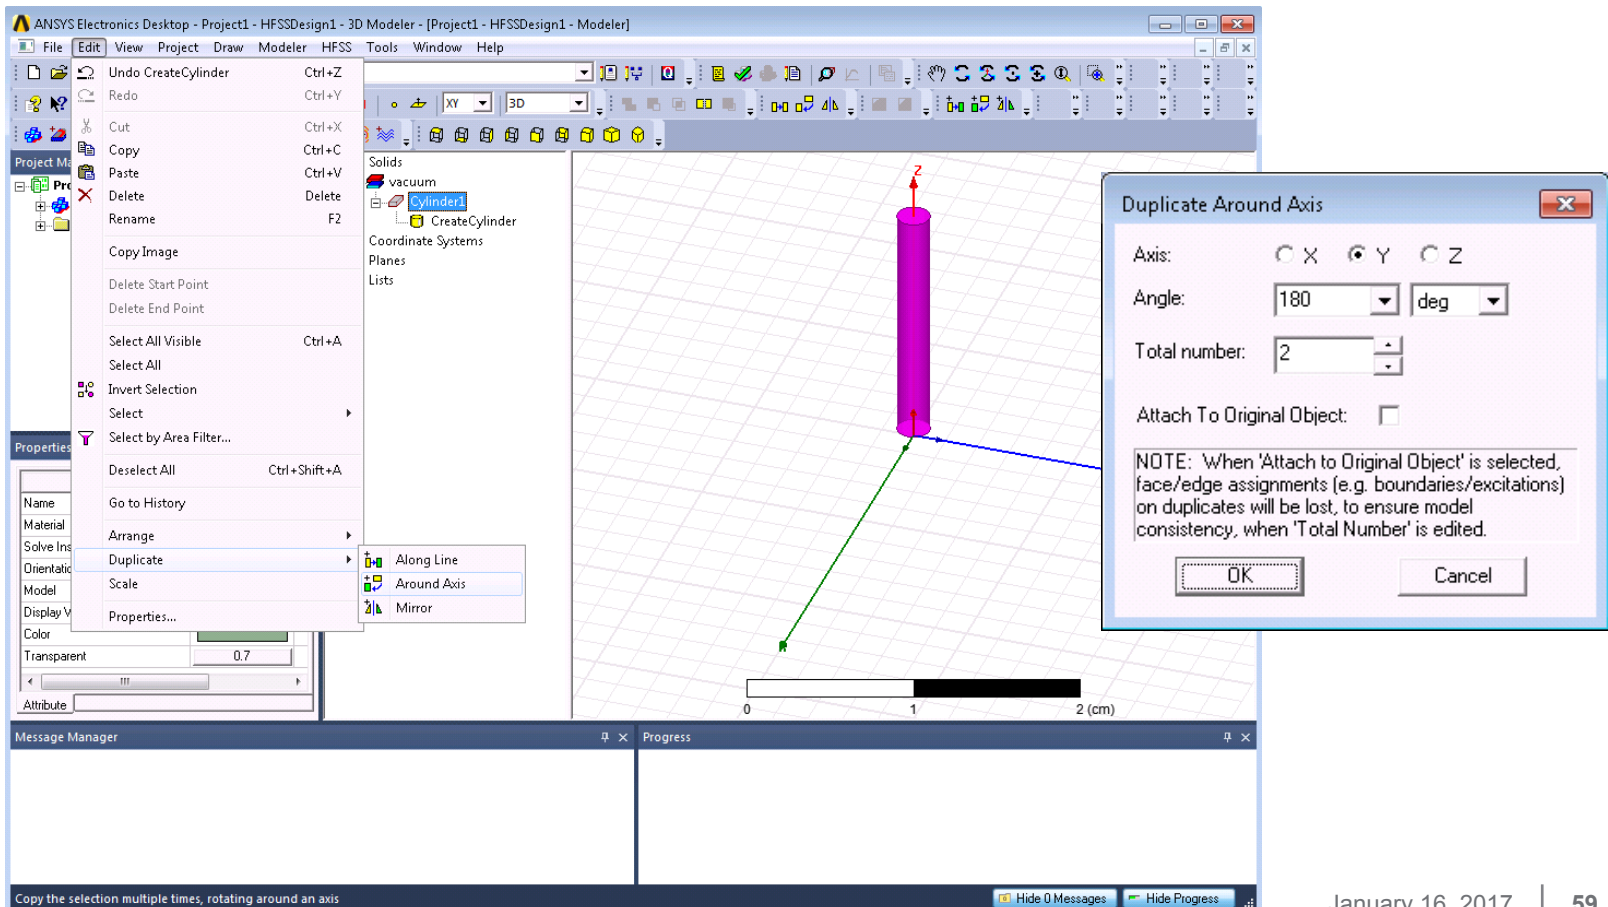 ANSYS Electronics Desktop - Project1 - HFSSDesign1 - 3D Modeler - [Project1 - HFSSDesign1 - Modeler]
File Edit View Project Draw Modeler HFSS Tools Window Help
Undo CreateCylinder Ctrl+Z
Redo Ctrl+Y
XY 3D
Cut Ctrl+X
Copy Ctrl+C
Paste Ctrl+V
Delete Delete
Rename F2
Copy Image
Delete Start Point
Delete End Point
Select All Visible Ctrl+A
Select All
Invert Selection
Select
Select by Area Filter...
Deselect All Ctrl+Shift+A
Go to History
Arrange
Duplicate
Scale
Properties...
Along Line
Around Axis
Mirror
Project Ma
Pro
Solids
vacuum
Cylinder1
CreateCylinder
Coordinate Systems
Planes
Lists
Properties
Name
Material
Solve Ins
Orientatic
Model
Display V
Color
Transparent 0.7
Attribute
Z
0 1 2 (cm)
Duplicate Around Axis
Axis: X Y Z
Angle: 180 deg
Total number: 2
Attach To Original Object:
NOTE: When 'Attach to Original Object' is selected,
face/edge assignments (e.g. boundaries/excitations)
on duplicates will be lost, to ensure model
consistency, when 'Total Number' is edited.
OK Cancel
Message Manager
Progress
Copy the selection multiple times, rotating around an axis
Hide 0 Messages Hide Progress
January 16, 2017 59